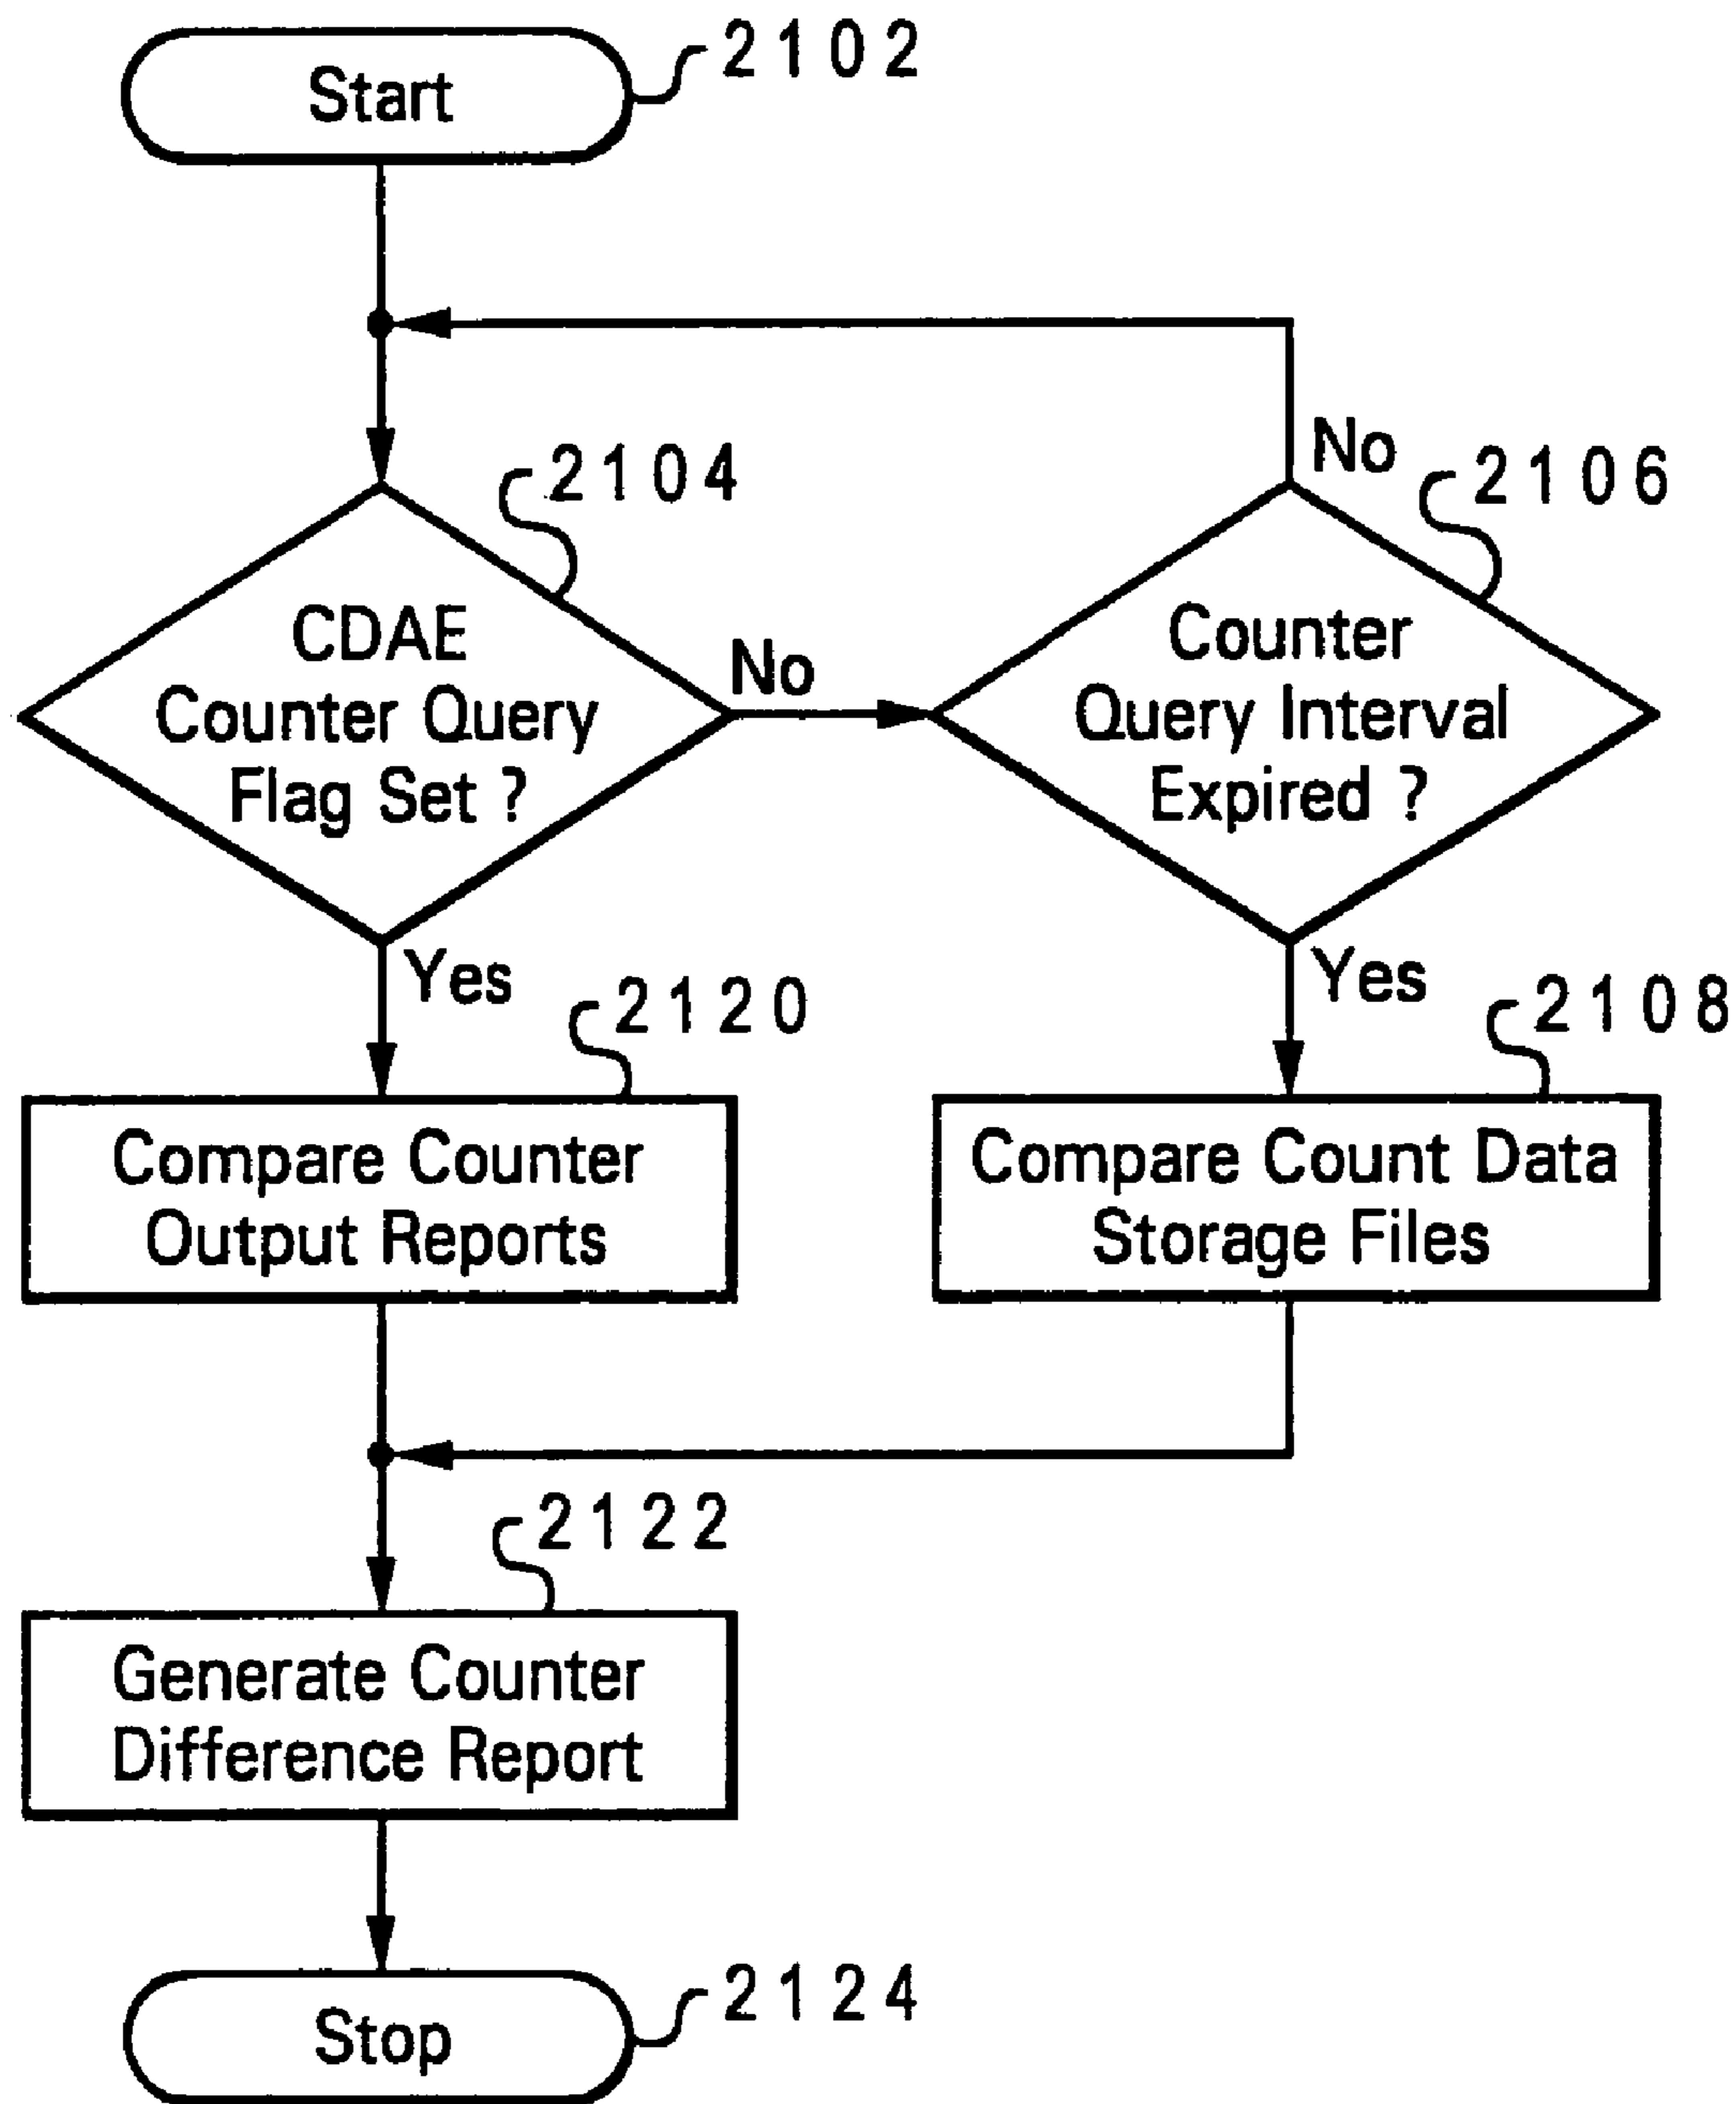 Start
2102
2104
No
2106
CDAE
Counter Query
Flag Set ?
No
Counter
Query Interval
Expired ?
Yes
2120
Yes
2108
Compare Counter
Output Reports
Compare Count Data
Storage Files
2122
Generate Counter
Difference Report
Stop
2124